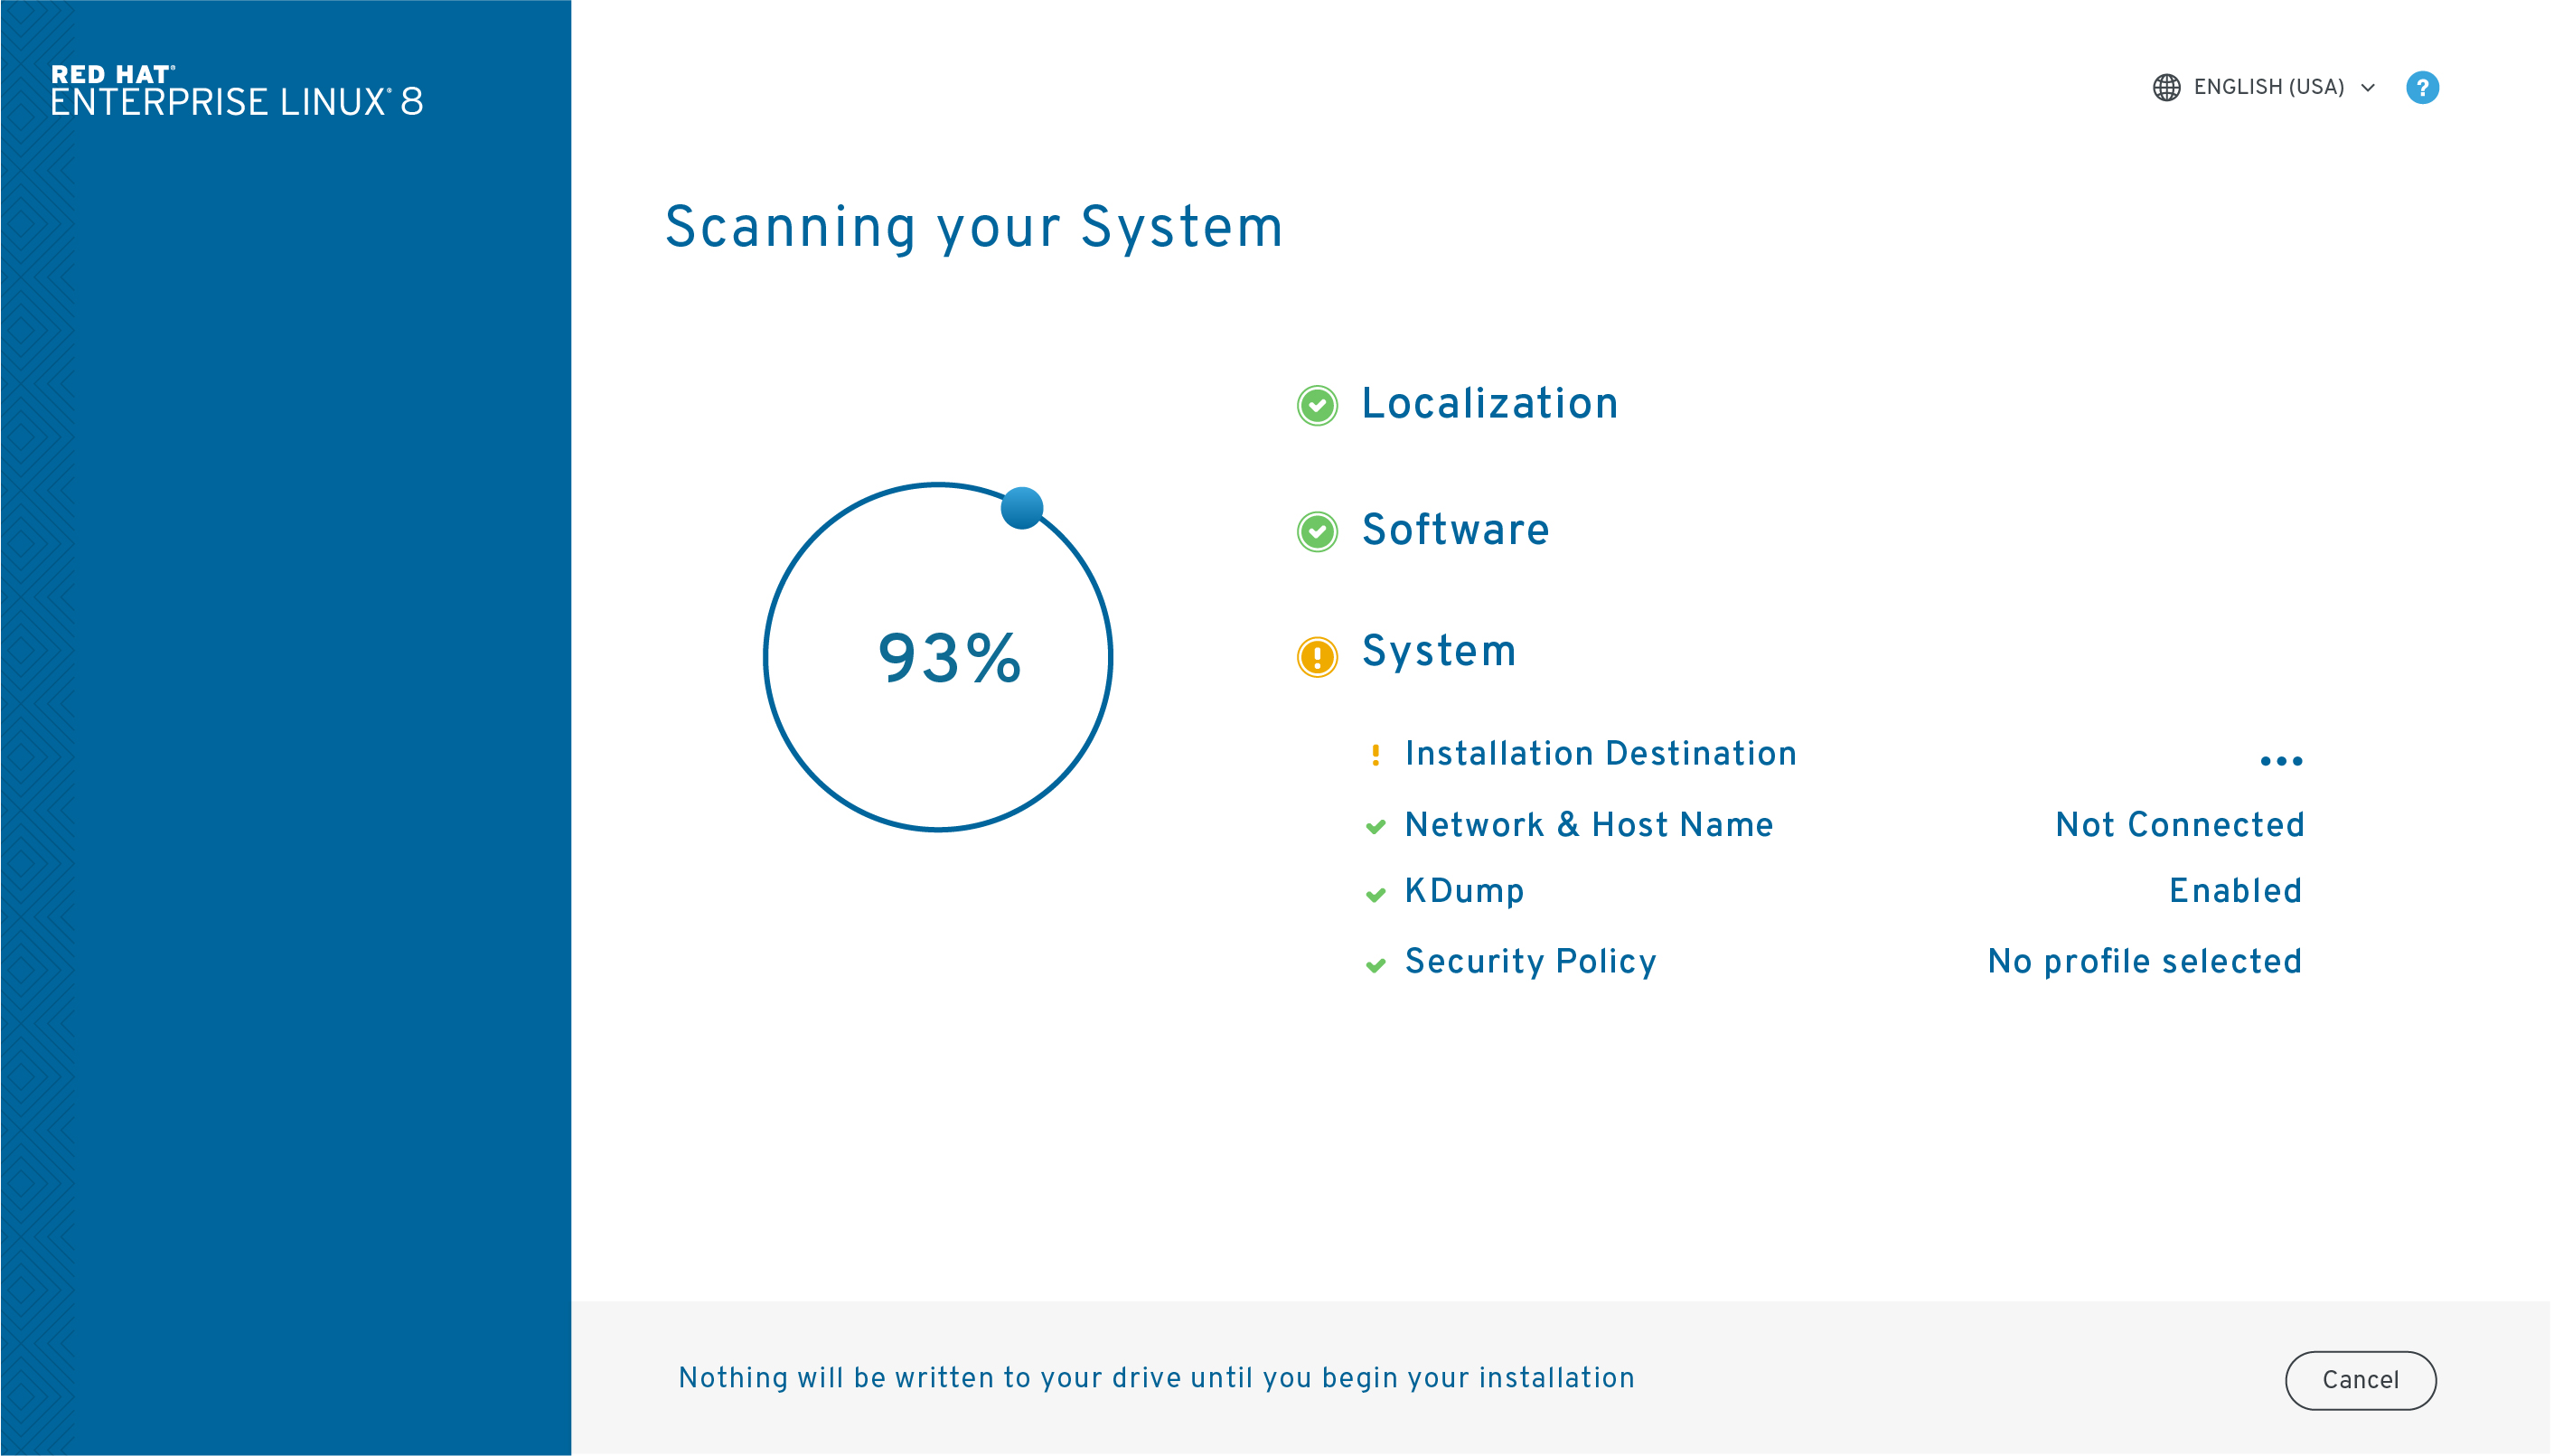 RED HAT®
ENTERPRISE LINUX® 8
ENGLISH (USA)
?
Scanning your System
93%
Localization
Software
! System
! Installation Destination ...
Network & Host Name Not Connected
KDump Enabled
Security Policy No profile selected
Nothing will be written to your drive until you begin your installation
Cancel